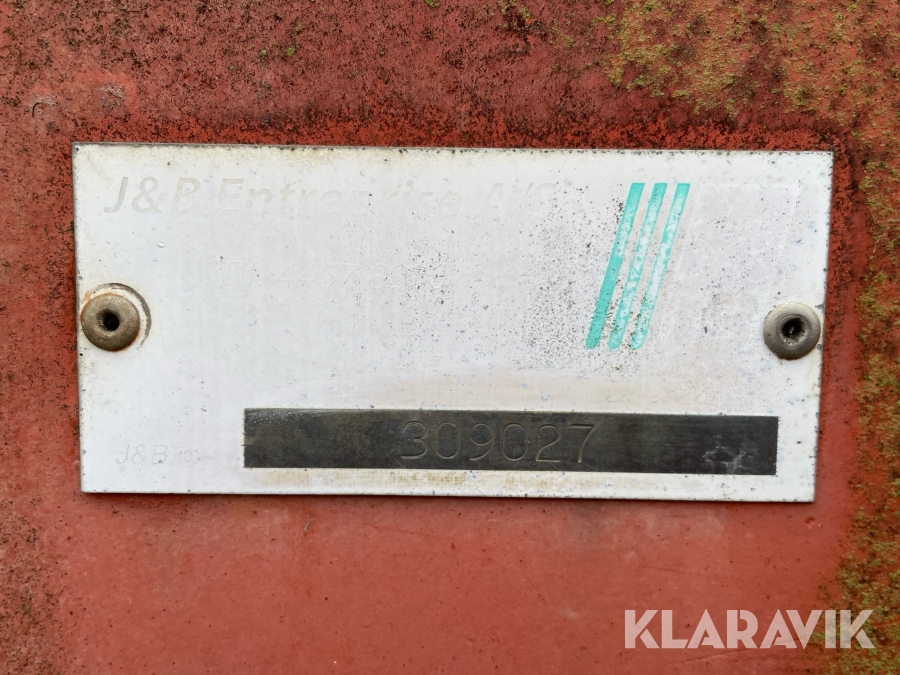 J&B Entreprise A/S
309027
J&B
KLARAVIK